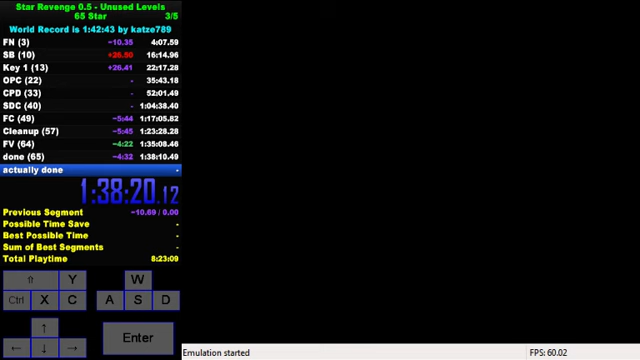 Star Revenge 0.5 - Unused Levels
65 Star 3/5
World Record is 1:42:43 by katze789
FN (3) -10.35 4:07.59
SB (10) +26.50 16:14.96
Key 1 (13) +26.41 22:17.28
OPC (22) - 35:43.18
CPD (33) - 52:01.49
SDC (40) - 1:04:38.40
FC (49) -5:44 1:17:05.82
Cleanup (57) -5:45 1:23:28.28
FV (64) -4:22 1:35:08.46
done (65) -4:32 1:38:10.49
actually done -
1:38:20.12
Previous Segment -10.69 / 0.00
Possible Time Save -
Best Possible Time -
Sum of Best Segments -
Total Playtime 8:23:09
⇧ Y W
Ctrl X C A S D
↑ Enter
← ↓ →
Emulation started FPS: 60.02